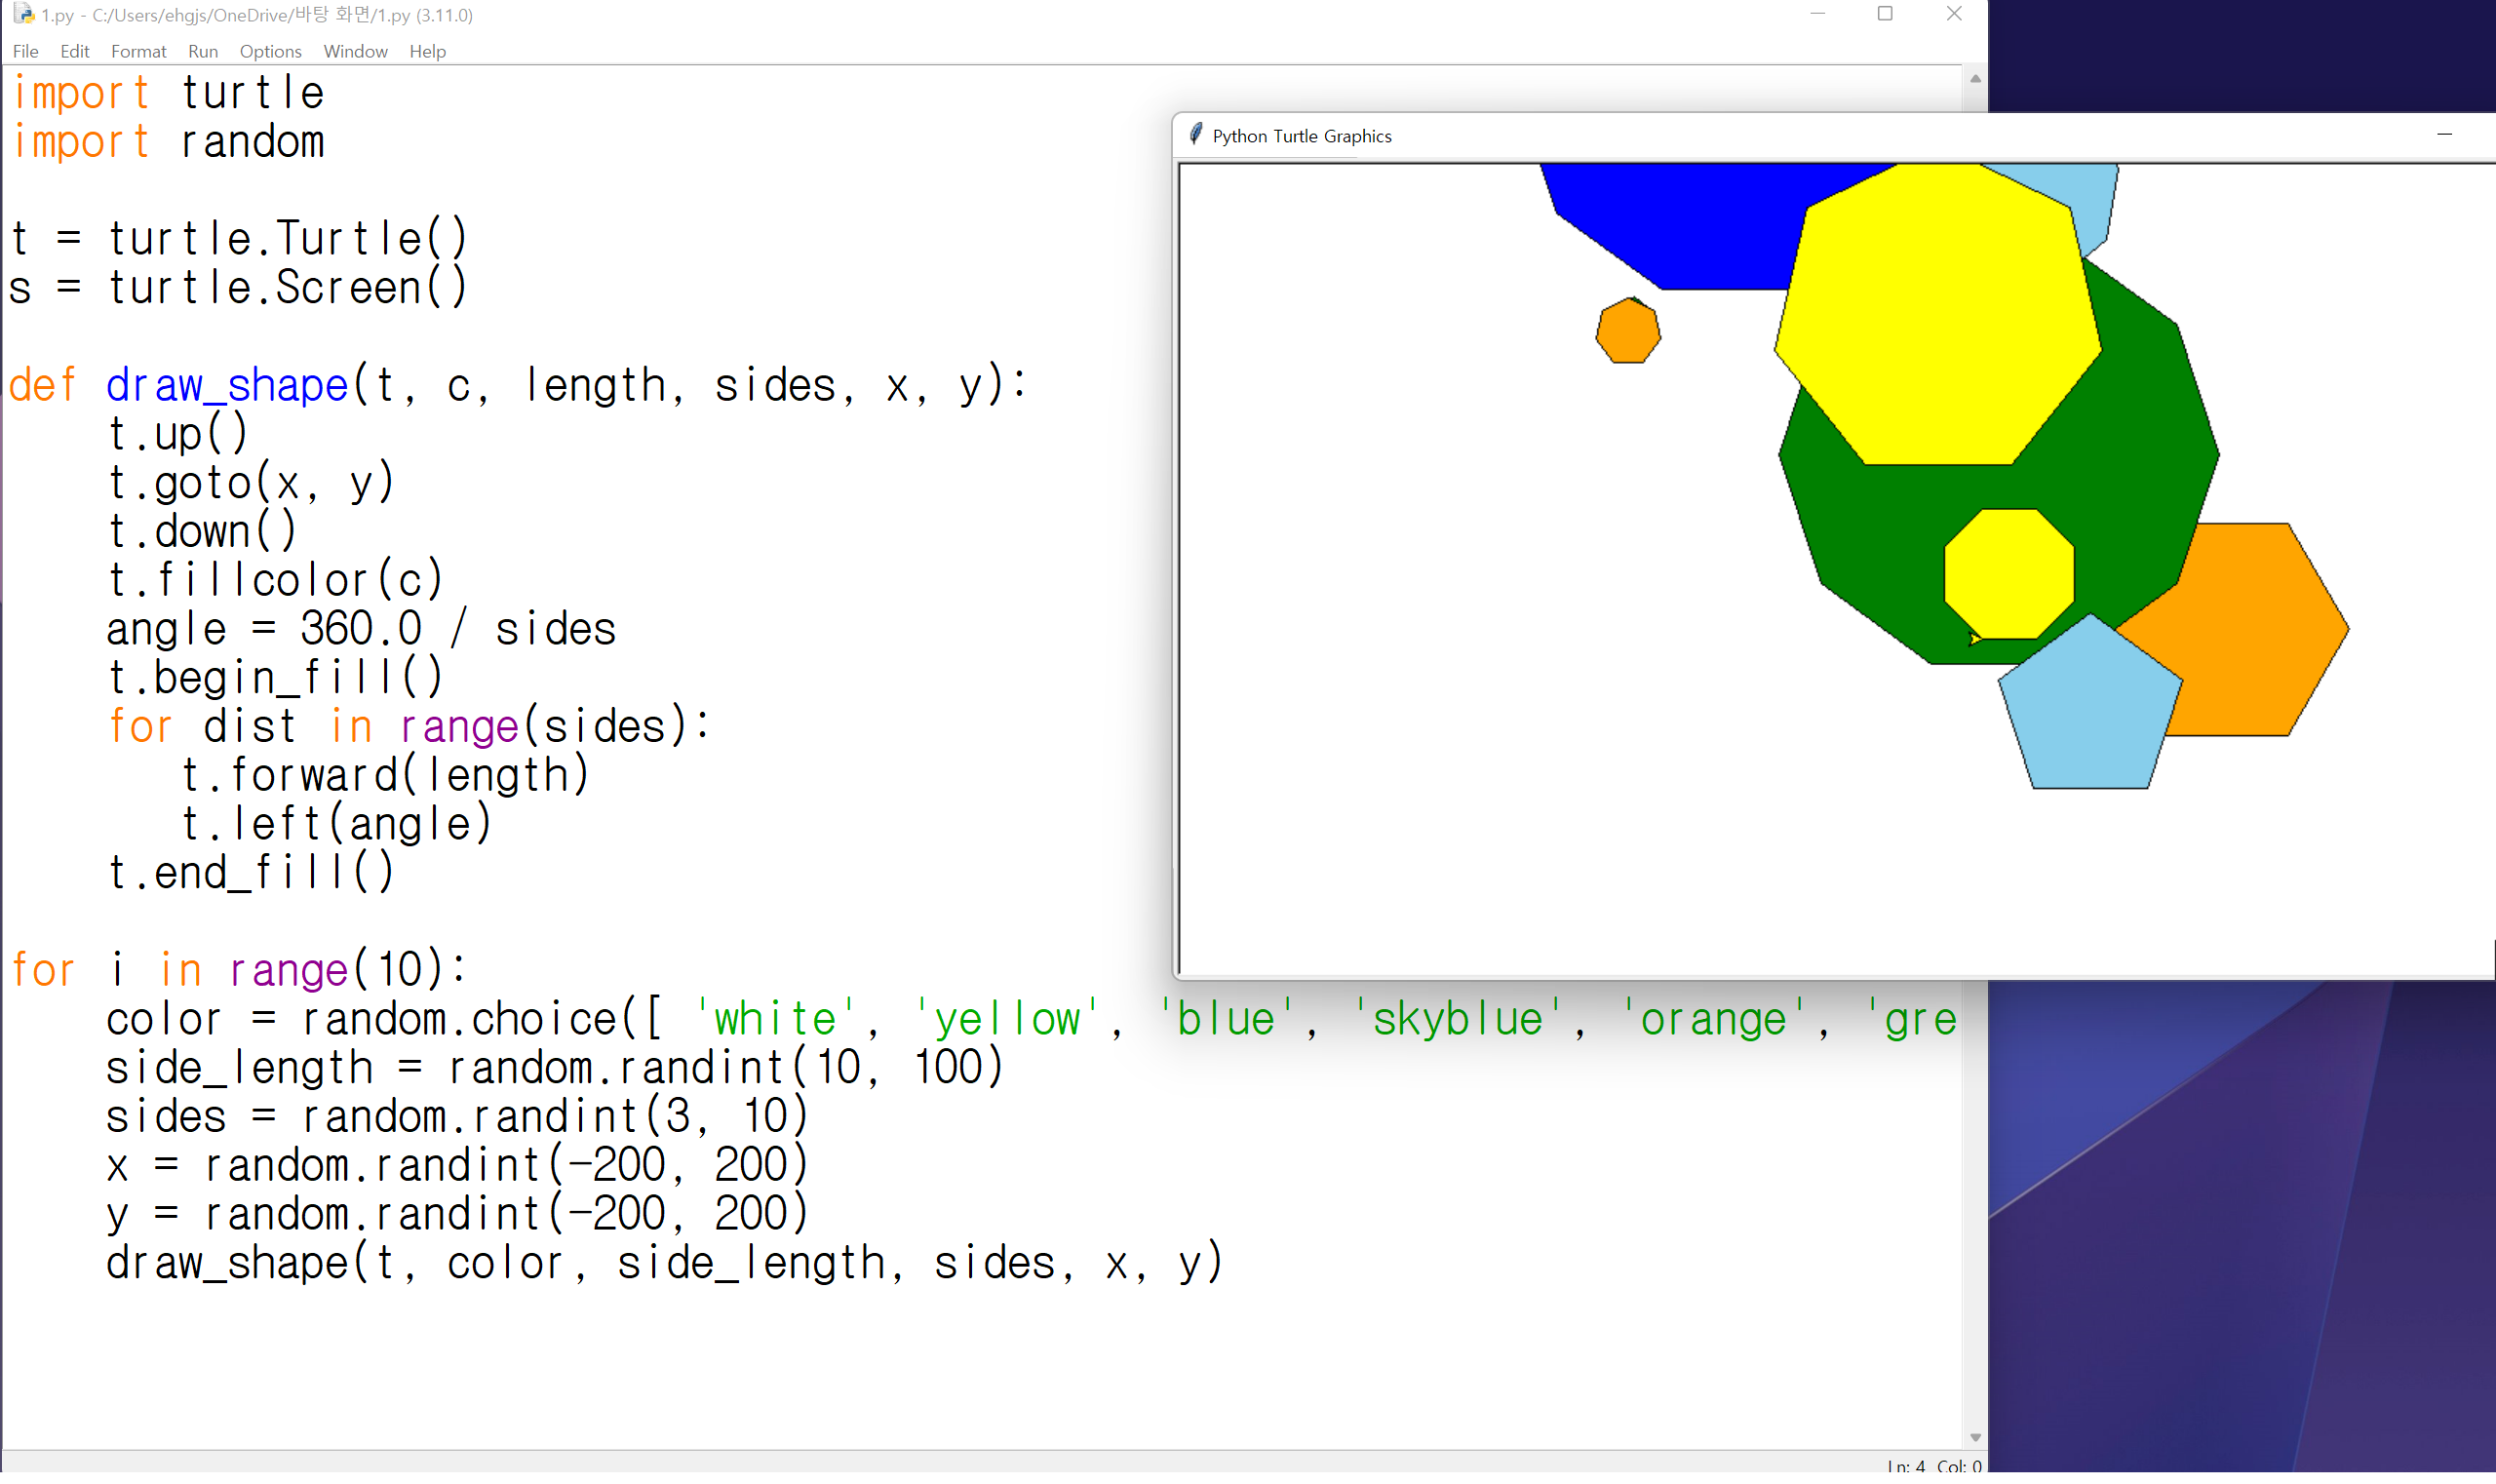 1.py - C:/Users/ehgjs/OneDrive/바탕 화면/1.py (3.11.0)
File Edit Format Run Options Window Help
import turtle
import random
t = turtle.Turtle()
s = turtle.Screen()
def draw_shape(t, c, length, sides, x, y):
t.up()
t.goto(x, y)
t.down()
t.fillcolor(c)
angle = 360.0 / sides
t.begin_fill()
for dist in range(sides):
t.forward(length)
t.left(angle)
t.end_fill()
for i in range(10):
color = random.choice([ 'white', 'yellow', 'blue', 'skyblue', 'orange', 'gre
side_length = random.randint(10, 100)
sides = random.randint(3, 10)
x = random.randint(-200, 200)
y = random.randint(-200, 200)
draw_shape(t, color, side_length, sides, x, y)
Python Turtle Graphics
Ln: 4 Col: 0